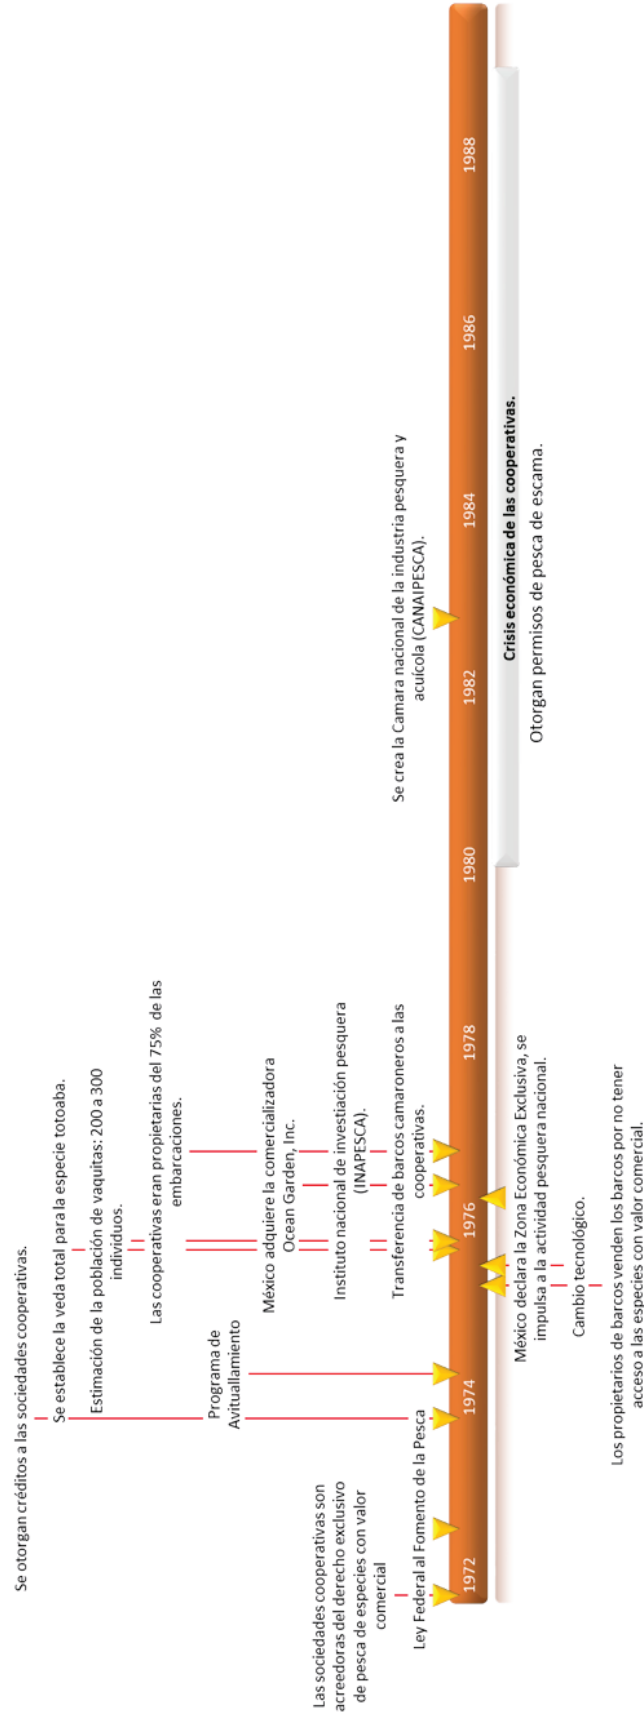 Se otorgan créditos a las sociedades cooperativas.
Se establece la veda total para la especie totoaba.
Estimación de la población de vaquitas: 200 a 300
individuos.
Las cooperativas eran propietarias del 75% de las
embarcaciones.
Programa de
Avituallamiento
México adquiere la comercializadora
Ocean Garden, Inc.
Las sociedades cooperativas son
acreedoras del derecho exclusivo
de pesca de especies con valor
comercial
Instituto nacional de investiación pesquera
(INAPESCA).
Ley Federal al Fomento de la Pesca
Transferencia de barcos camaroneros a las
cooperativas.
Se crea la Camara nacional de la industria pesquera y
acuícola (CANAIPESCA).
1972
1974
1976
1978
1980
1982
1984
1986
1988
Crisis económica de las cooperativas.
Otorgan permisos de pesca de escama.
México declara la Zona Económica Exclusiva, se
impulsa a la actividad pesquera nacional.
Cambio tecnológico.
Los propietarios de barcos venden los barcos por no tener
acceso a las especies con valor comercial.